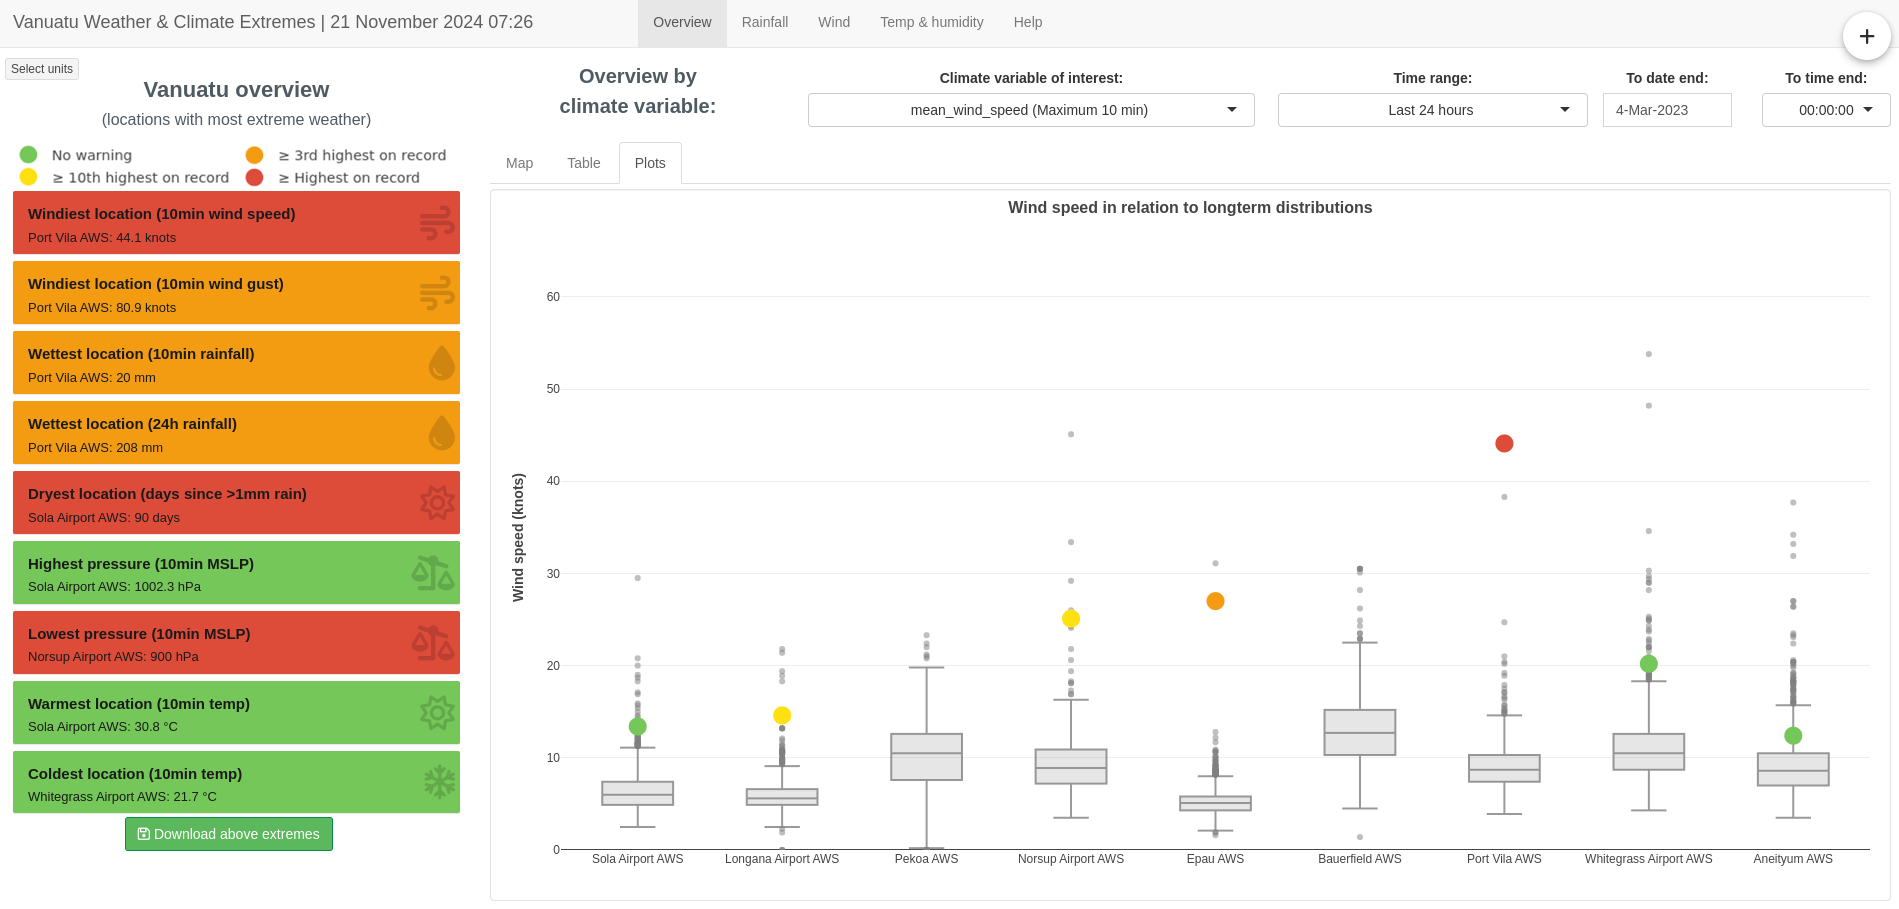 Vanuatu Weather & Climate Extremes | 21 November 2024 07:26
Overview
Rainfall
Wind
Temp & humidity
Help
+
Select units
Vanuatu overview
(locations with most extreme weather)
No warning
≥ 3rd highest on record
≥ 10th highest on record
≥ Highest on record
Windiest location (10min wind speed)
Port Vila AWS: 44.1 knots
Windiest location (10min wind gust)
Port Vila AWS: 80.9 knots
Wettest location (10min rainfall)
Port Vila AWS: 20 mm
Wettest location (24h rainfall)
Port Vila AWS: 208 mm
Dryest location (days since >1mm rain)
Sola Airport AWS: 90 days
Highest pressure (10min MSLP)
Sola Airport AWS: 1002.3 hPa
Lowest pressure (10min MSLP)
Norsup Airport AWS: 900 hPa
Warmest location (10min temp)
Sola Airport AWS: 30.8 °C
Coldest location (10min temp)
Whitegrass Airport AWS: 21.7 °C
Download above extremes
Overview by
climate variable:
Climate variable of interest:
mean_wind_speed (Maximum 10 min)
Time range:
Last 24 hours
To date end:
4-Mar-2023
To time end:
00:00:00
Map
Table
Plots
Wind speed in relation to longterm distributions
Wind speed (knots)
60
50
40
30
20
10
0
Sola Airport AWS
Longana Airport AWS
Pekoa AWS
Norsup Airport AWS
Epau AWS
Bauerfield AWS
Port Vila AWS
Whitegrass Airport AWS
Aneityum AWS